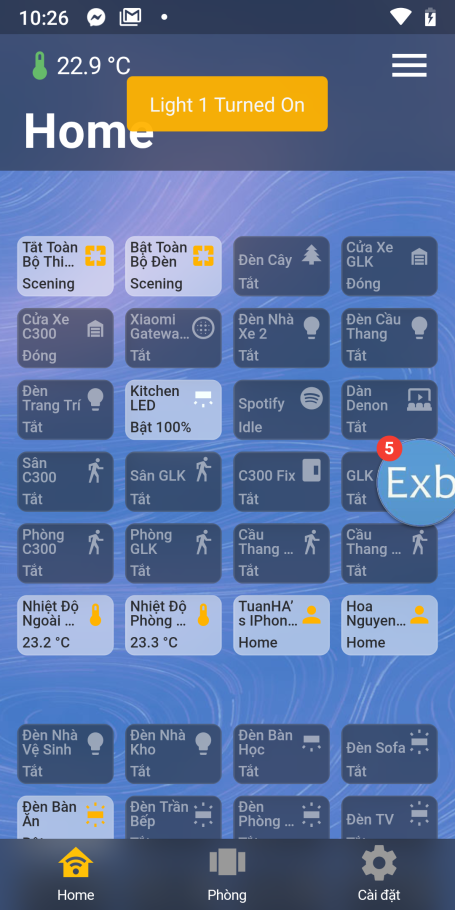 10:26
22.9 °C
Light 1 Turned On
Home
Tắt Toàn
Bộ Thi...
Scening
Bật Toàn
Bộ Đèn
Scening
Đèn Cây
Tắt
Cửa Xe
GLK
Đóng
Cửa Xe
C300
Đóng
Xiaomi
Gatewa...
Tắt
Đèn Nhà
Xe 2
Tắt
Đèn Cầu
Thang
Tắt
Đèn
Trang Trí
Tắt
Kitchen
LED
Bật 100%
Spotify
Idle
Dàn
Denon
Tắt
Sân
C300
Tắt
Sân GLK
Tắt
C300 Fix
Tắt
GLK
Tắt
5
Exb
Phòng
C300
Tắt
Phòng
GLK
Tắt
Cầu
Thang ...
Tắt
Cầu
Thang ...
Tắt
Nhiệt Độ
Ngoài ...
23.2 °C
Nhiệt Độ
Phòng ...
23.3 °C
TuanHA'
s IPhon...
Home
Hoa
Nguyen...
Home
Đèn Nhà
Vệ Sinh
Tắt
Đèn Nhà
Kho
Tắt
Đèn Bàn
Học
Tắt
Đèn Sofa
Tắt
Đèn Bàn
Ăn
Đèn Trần
Bếp
Đèn
Phòng ...
Đèn TV
Home
Phòng
Cài đặt